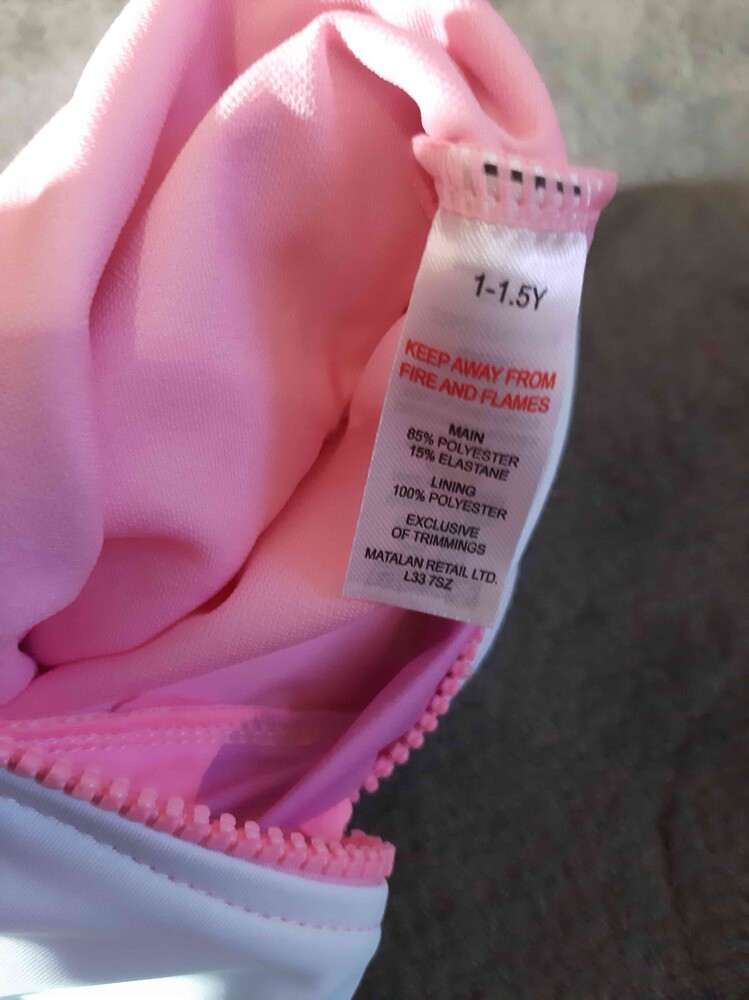 1-1.5Y
KEEP AWAY FROM
FIRE AND FLAMES
MAIN
85% POLYESTER
15% ELASTANE
LINING
100% POLYESTER
EXCLUSIVE
OF TRIMMINGS
MATALAN RETAIL LTD.
L33 7SZ